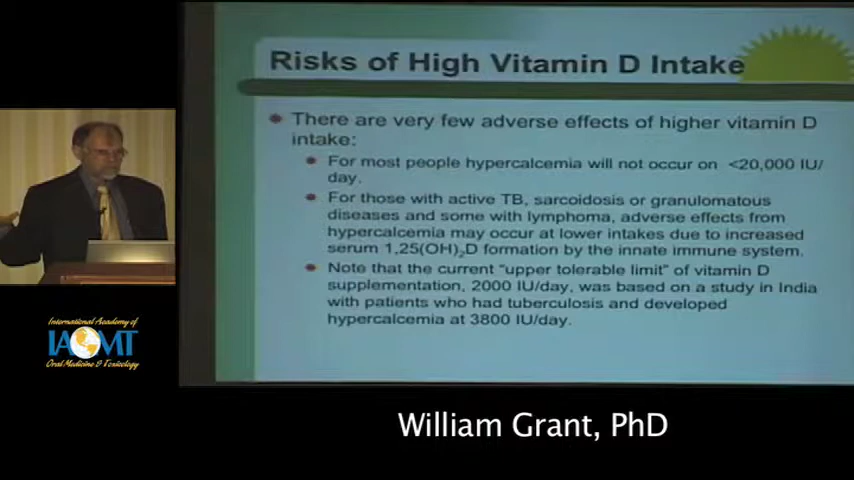 Risks of High Vitamin D Intake
There are very few adverse effects of higher vitamin D
intake:
For most people hypercalcemia will not occur on <20,000 IU/
day.
For those with active TB, sarcoidosis or granulomatous
diseases and some with lymphoma, adverse effects from
hypercalcemia may occur at lower intakes due to increased
serum 1,25(OH)₂D formation by the innate immune system.
Note that the current "upper tolerable limit" of vitamin D
supplementation, 2000 IU/day, was based on a study in India
with patients who had tuberculosis and developed
hypercalcemia at 3800 IU/day.
International Academy of
IAOMT
Oral Medicine & Toxicology
William Grant, PhD